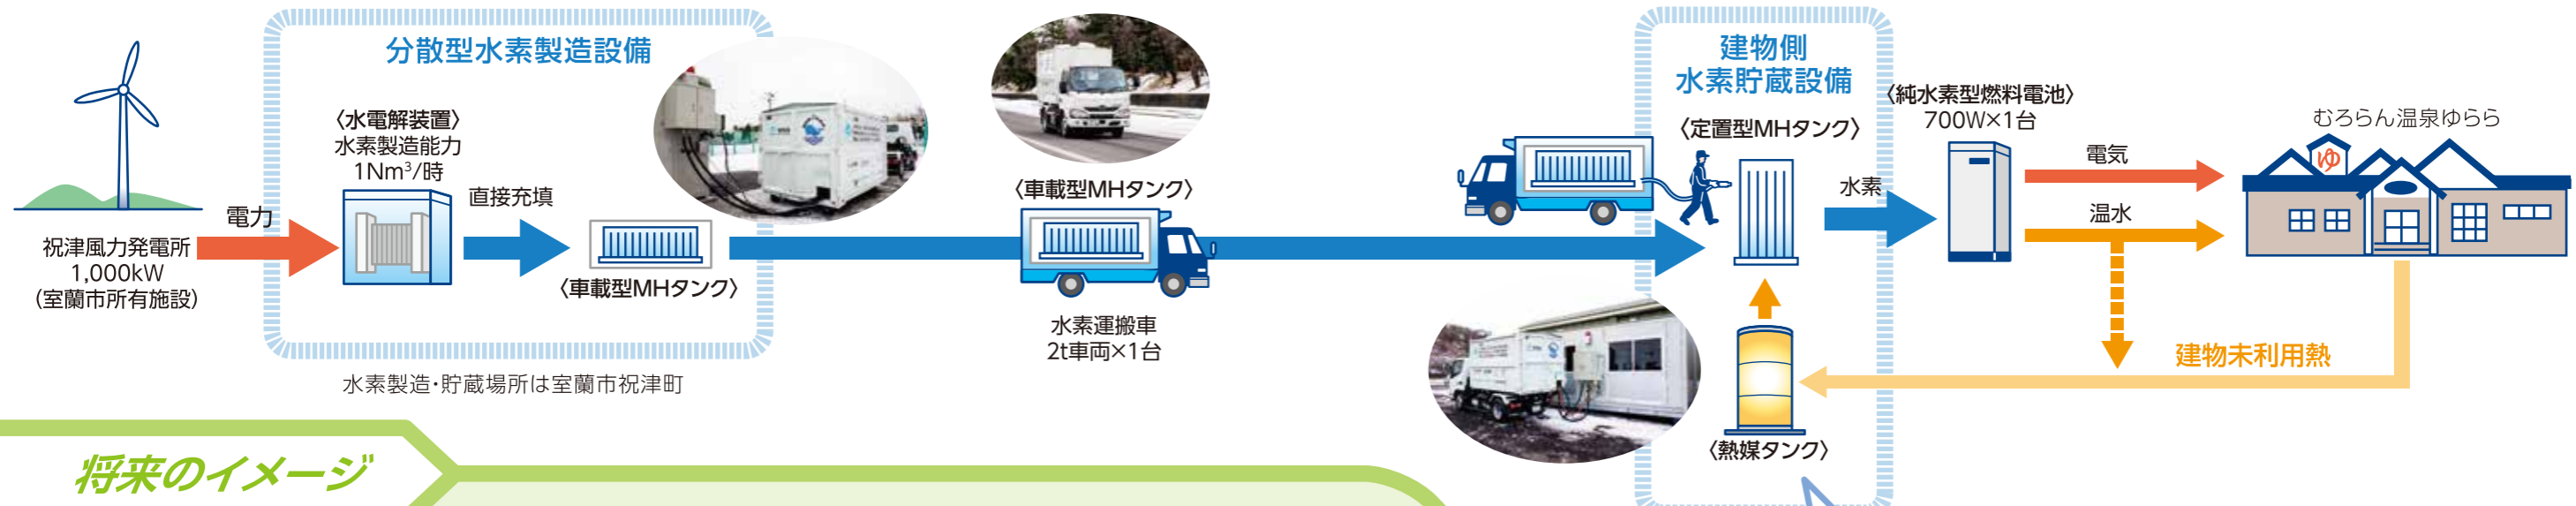 分散型水素製造設備
〈水電解装置〉
水素製造能力
1Nm³/時
電力
直接充填
祝津風力発電所
1,000kW
(室蘭市所有施設)
〈車載型MHタンク〉
水素製造・貯蔵場所は室蘭市祝津町
〈車載型MHタンク〉
水素運搬車
2t車両×1台
建物側
水素貯蔵設備
〈定置型MHタンク〉
水素
〈熱媒タンク〉
〈純水素型燃料電池〉
700W×1台
電気
温水
むろらん温泉ゆらら
ゆ
建物未利用熱
将来のイメージ